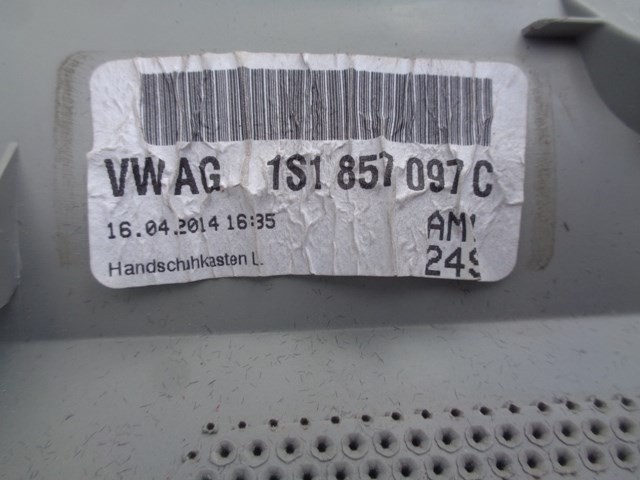 VW AG 1S1 857 097 C
16.04.2014 16:35
Handschuhkasten L.